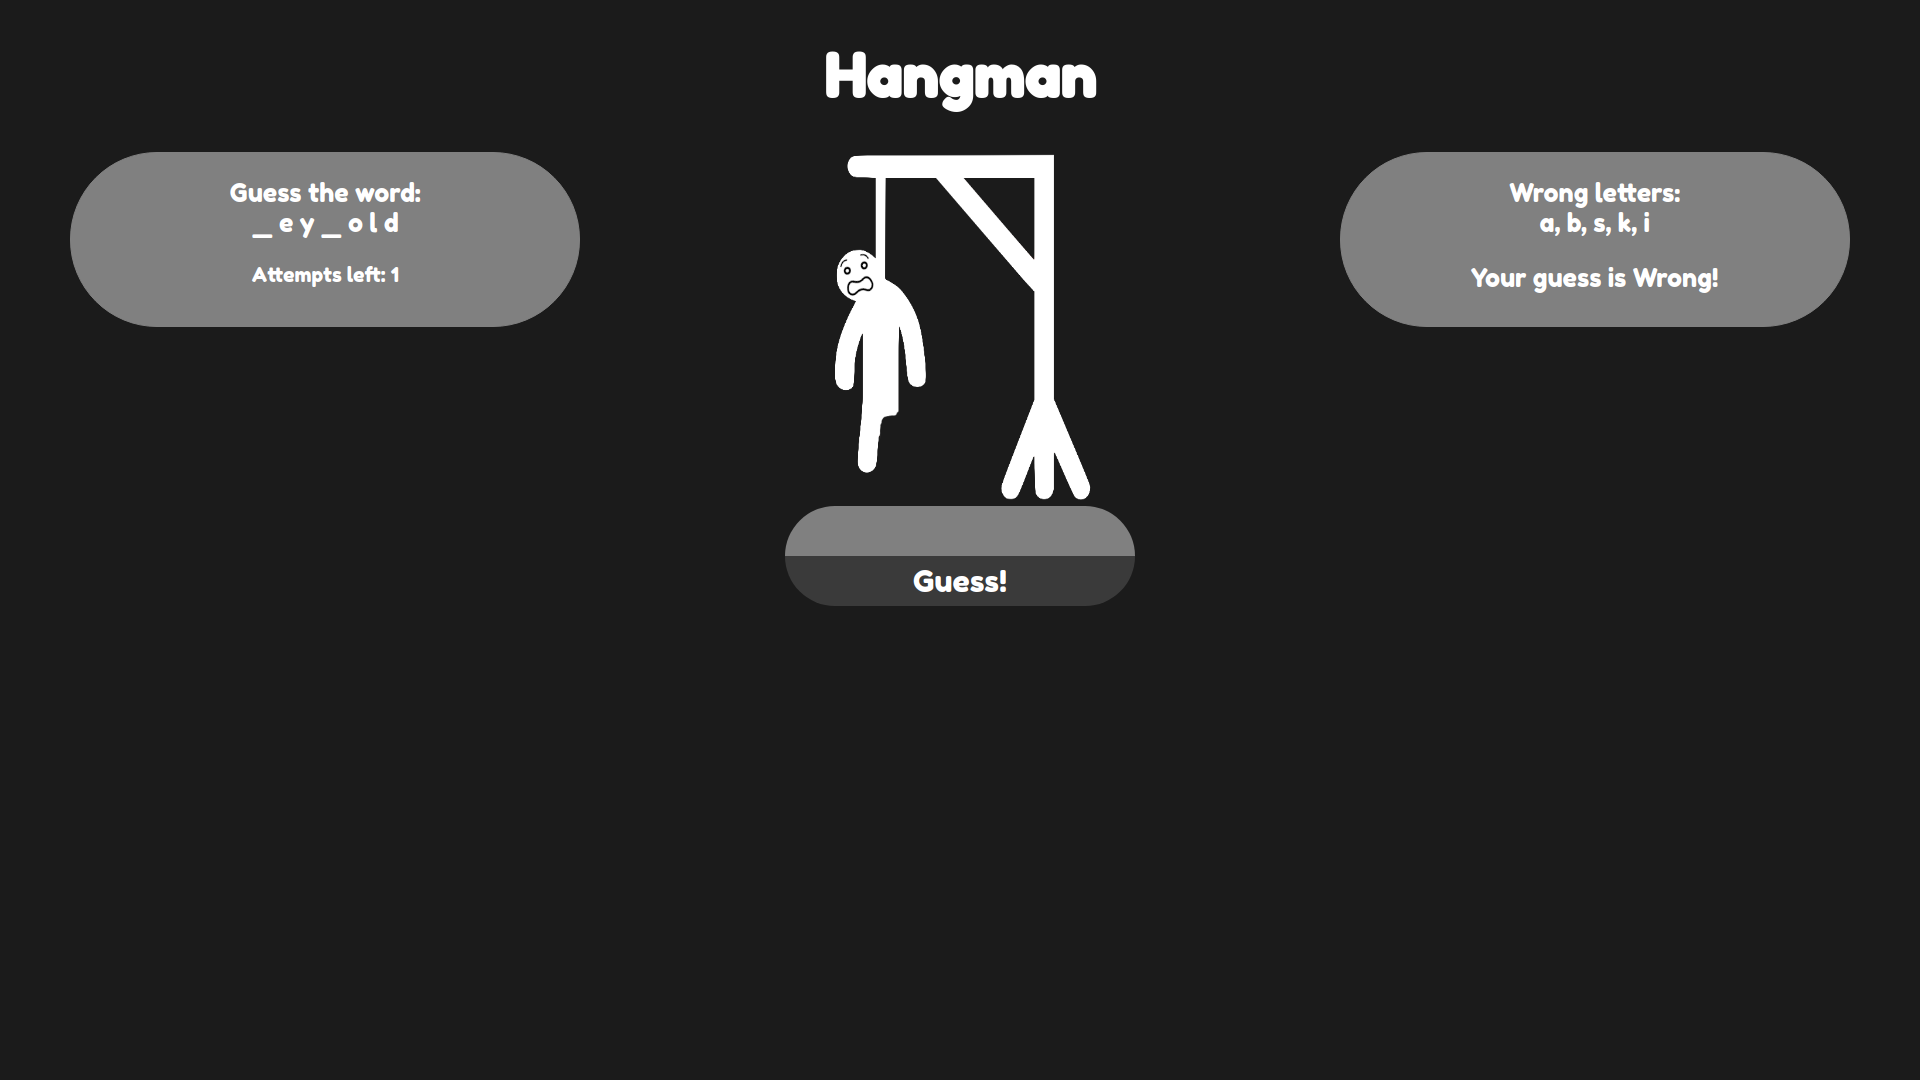 Hangman
Guess the word:
_ e y _ o l d
Attempts left: 1
Wrong letters:
a, b, s, k, i
Your guess is Wrong!
Guess!